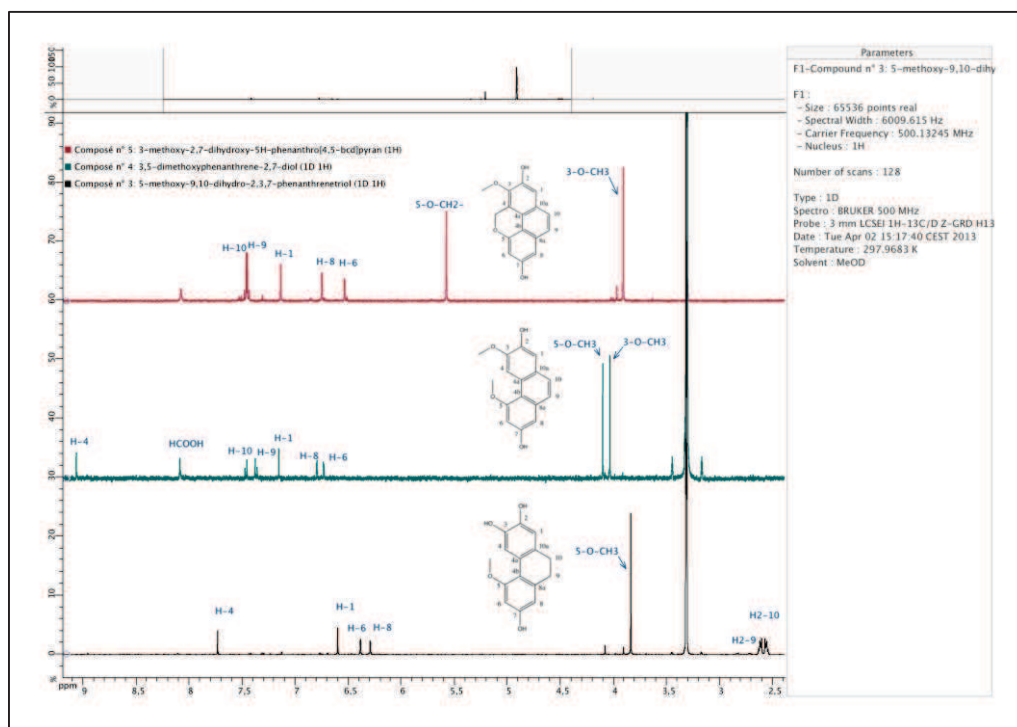 50 100 150
%
Parameters
F1-Compound n° 3: 5-methoxy-9,10-dihy
F1 :
- Size : 65536 points real
- Spectral Width : 6009.615 Hz
- Carrier Frequency : 500.13245 MHz
- Nucleus : 1H
Number of scans : 128
Type : 1D
Spectro : BRUKER 500 MHz
Probe : 3 mm LCSEI 1H-13C/D Z-GRD H13
Date : Tue Apr 02 15:17:40 CEST 2013
Temperature : 297.9683 K
Solvent : MeOD
90
Composé n° 5: 3-methoxy-2,7-dihydroxy-5H-phenanthro[4,5-bcd]pyran (1H)
Composé n° 4: 3,5-dimethoxyphenanthrene-2,7-diol (1D 1H)
Composé n° 3: 5-methoxy-9,10-dihydro-2,3,7-phenanthrenetriol (1D 1H)
80
3-O-CH3
5-O-CH2-
70
H-10 H-9
H-1
H-8
H-6
60
50
5-O-CH3
3-O-CH3
40
H-4
HCOOH
H-10
H-9
H-1
H-8
H-6
30
20
5-O-CH3
10
H-4
H-1
H-6
H-8
H2-10
H2-9
0
%
ppm
9
8,5
8
7,5
7
6,5
6
5,5
5
4,5
4
3,5
3
2,5